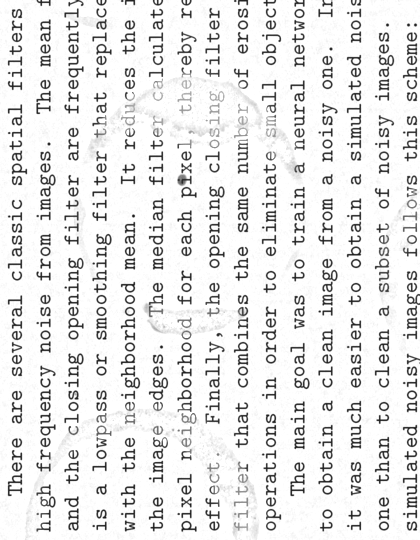 There are several classic spatial filters
high frequency noise from images. The mean f
and the closing opening filter are frequently
is a lowpass or smoothing filter that replace
with the neighborhood mean. It reduces the i
the image edges. The median filter calculate
pixel neighborhood for each pixel, thereby re
effect. Finally, the opening closing filter
filter that combines the same number of erosi
operations in order to eliminate small object
The main goal was to train a neural networ
to obtain a clean image from a noisy one. In
it was much easier to obtain a simulated nois
one than to clean a subset of noisy images.
simulated noisy images follows this scheme: